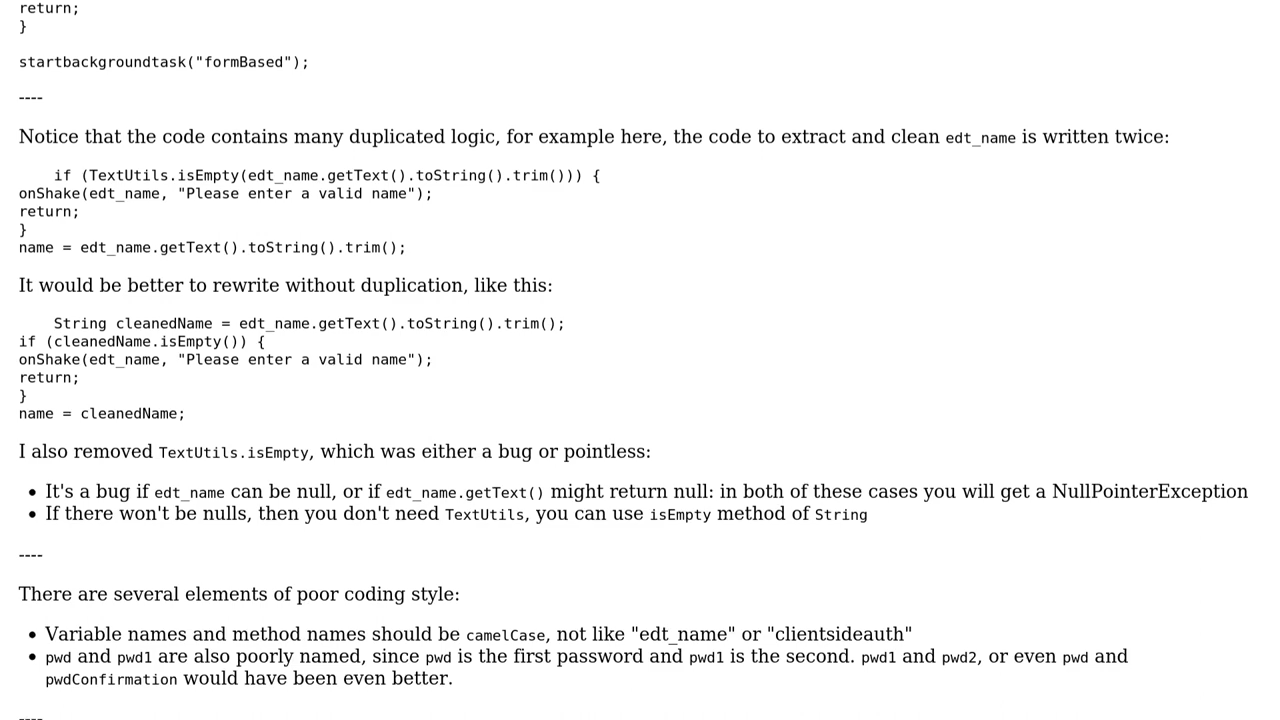 return;
}
startbackgroundtask("formBased");
----
Notice that the code contains many duplicated logic, for example here, the code to extract and clean edt_name is written twice:
if (TextUtils.isEmpty(edt_name.getText().toString().trim())) {
onShake(edt_name, "Please enter a valid name");
return;
}
name = edt_name.getText().toString().trim();
It would be better to rewrite without duplication, like this:
String cleanedName = edt_name.getText().toString().trim();
if (cleanedName.isEmpty()) {
onShake(edt_name, "Please enter a valid name");
return;
}
name = cleanedName;
I also removed TextUtils.isEmpty, which was either a bug or pointless:
• It's a bug if edt_name can be null, or if edt_name.getText() might return null: in both of these cases you will get a NullPointerException
• If there won't be nulls, then you don't need TextUtils, you can use isEmpty method of String
----
There are several elements of poor coding style:
• Variable names and method names should be camelCase, not like "edt_name" or "clientsideauth"
• pwd and pwd1 are also poorly named, since pwd is the first password and pwd1 is the second. pwd1 and pwd2, or even pwd and
pwdConfirmation would have been even better.
----